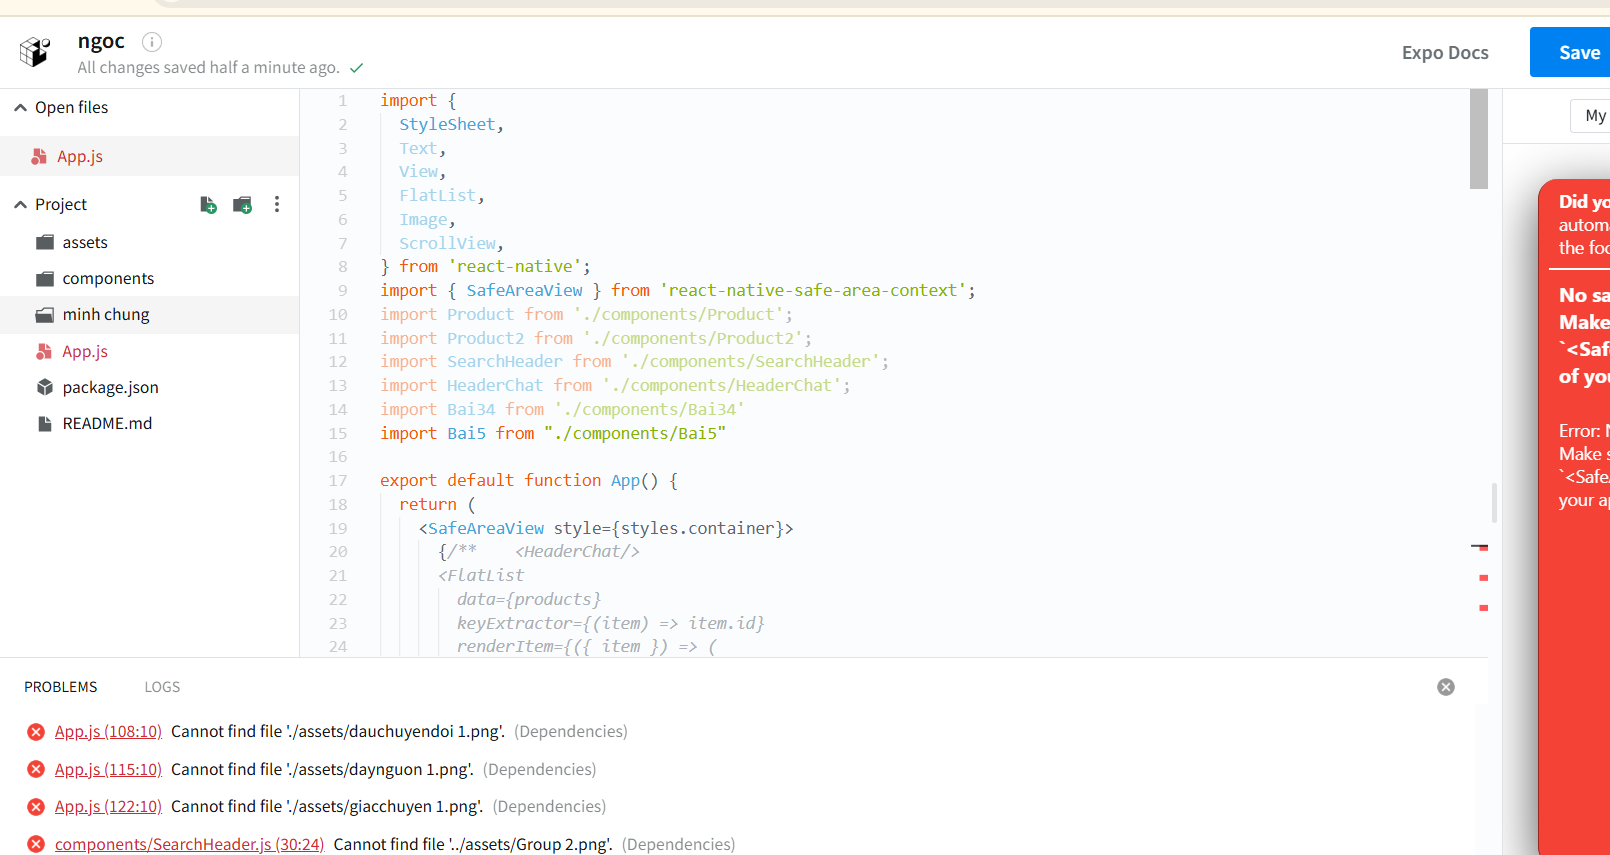 ngoc
All changes saved half a minute ago.
Expo Docs
Save
Open files
App.js
Project
assets
components
minh chung
App.js
package.json
README.md
1 import {
2 StyleSheet,
3 Text,
4 View,
5 FlatList,
6 Image,
7 ScrollView,
8 } from 'react-native';
9 import { SafeAreaView } from 'react-native-safe-area-context';
10 import Product from './components/Product';
11 import Product2 from './components/Product2';
12 import SearchHeader from './components/SearchHeader';
13 import HeaderChat from './components/HeaderChat';
14 import Bai34 from './components/Bai34'
15 import Bai5 from "./components/Bai5"
16
17 export default function App() {
18 return (
19 <SafeAreaView style={styles.container}>
20 {/** <HeaderChat/>
21 <FlatList
22 data={products}
23 keyExtractor={(item) => item.id}
24 renderItem={({ item }) => (
My
Did yo
autom
the foo
No sa
Make
`<Saf
of you
Error: N
Make s
`<Safe
your a
PROBLEMS
LOGS
App.js (108:10) Cannot find file './assets/dauchuyendoi 1.png'. (Dependencies)
App.js (115:10) Cannot find file './assets/daynguon 1.png'. (Dependencies)
App.js (122:10) Cannot find file './assets/giacchuyen 1.png'. (Dependencies)
components/SearchHeader.js (30:24) Cannot find file '../assets/Group 2.png'. (Dependencies)